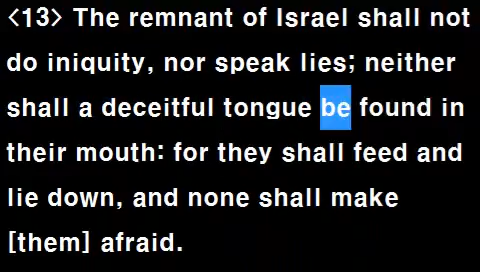 <13> The remnant of Israel shall not
do iniquity, nor speak lies; neither
shall a deceitful tongue be found in
their mouth: for they shall feed and
lie down, and none shall make
[them] afraid.